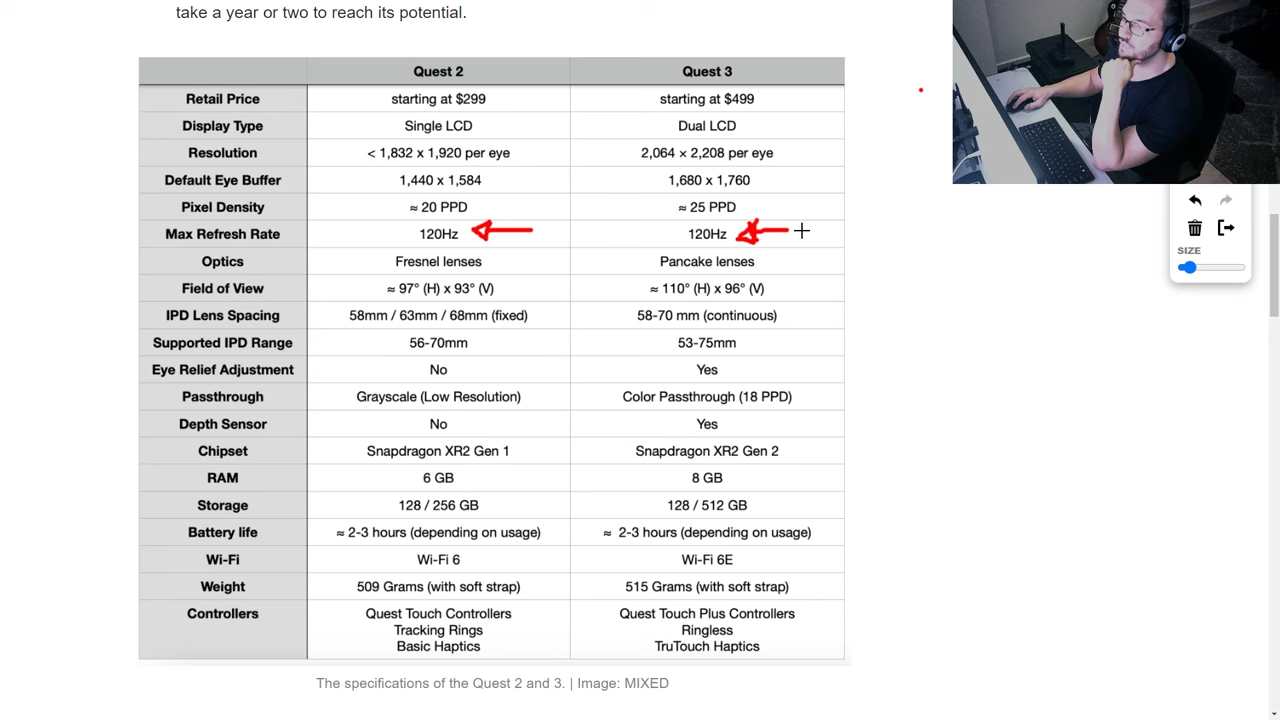 take a year or two to reach its potential.
Quest 2 Quest 3
Retail Price starting at $299 starting at $499
Display Type Single LCD Dual LCD
Resolution < 1,832 x 1,920 per eye 2,064 × 2,208 per eye
Default Eye Buffer 1,440 x 1,584 1,680 x 1,760
Pixel Density ≈ 20 PPD ≈ 25 PPD
Max Refresh Rate 120Hz 120Hz
Optics Fresnel lenses Pancake lenses
Field of View ≈ 97° (H) x 93° (V) ≈ 110° (H) x 96° (V)
IPD Lens Spacing 58mm / 63mm / 68mm (fixed) 58-70 mm (continuous)
Supported IPD Range 56-70mm 53-75mm
Eye Relief Adjustment No Yes
Passthrough Grayscale (Low Resolution) Color Passthrough (18 PPD)
Depth Sensor No Yes
Chipset Snapdragon XR2 Gen 1 Snapdragon XR2 Gen 2
RAM 6 GB 8 GB
Storage 128 / 256 GB 128 / 512 GB
Battery life ≈ 2-3 hours (depending on usage) ≈ 2-3 hours (depending on usage)
Wi-Fi Wi-Fi 6 Wi-Fi 6E
Weight 509 Grams (with soft strap) 515 Grams (with soft strap)
Controllers Quest Touch Controllers Quest Touch Plus Controllers
Tracking Rings Ringless
Basic Haptics TruTouch Haptics
The specifications of the Quest 2 and 3. | Image: MIXED
SIZE